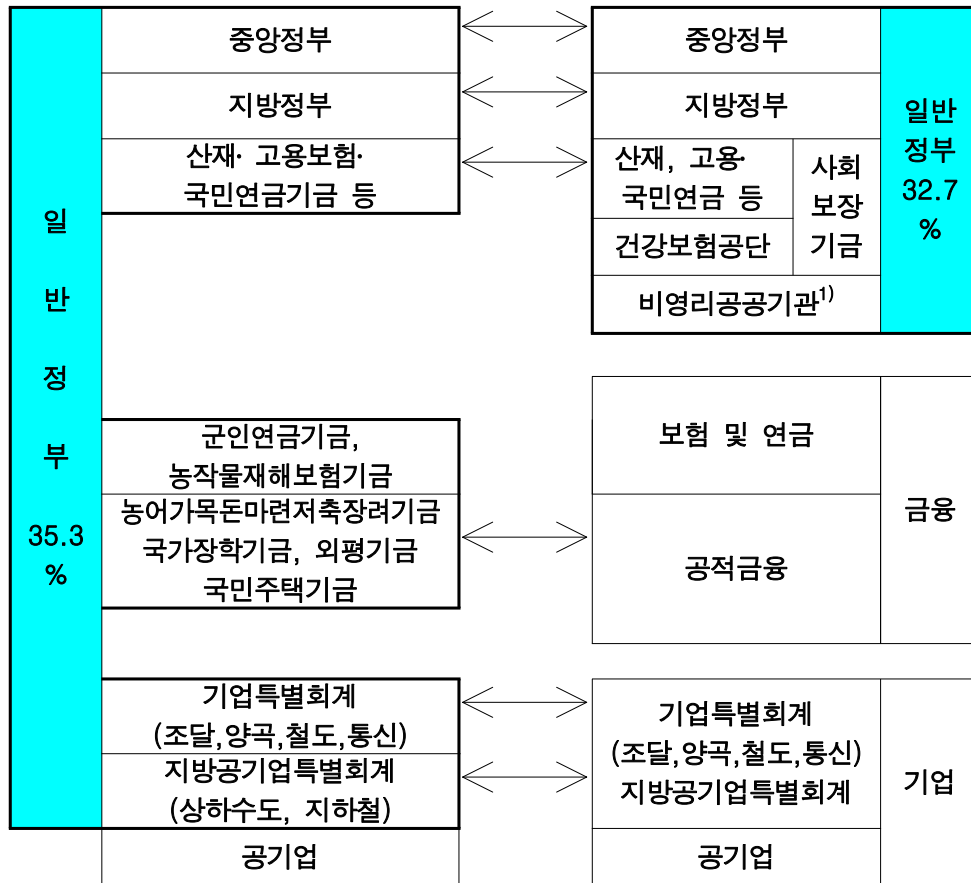 일
반
정
부
35.3
%
중앙정부
지방정부
산재· 고용보험·
국민연금기금 등
군인연금기금,
농작물재해보험기금
농어가목돈마련저축장려기금
국가장학기금, 외평기금
국민주택기금
기업특별회계
(조달,양곡,철도,통신)
지방공기업특별회계
(상하수도, 지하철)
공기업
중앙정부
지방정부
산재, 고용·
국민연금 등
건강보험공단
사회
보장
기금
비영리공공기관1)
일반
정부
32.7
%
보험 및 연금
공적금융
금융
기업특별회계
(조달,양곡,철도,통신)
지방공기업특별회계
공기업
기업